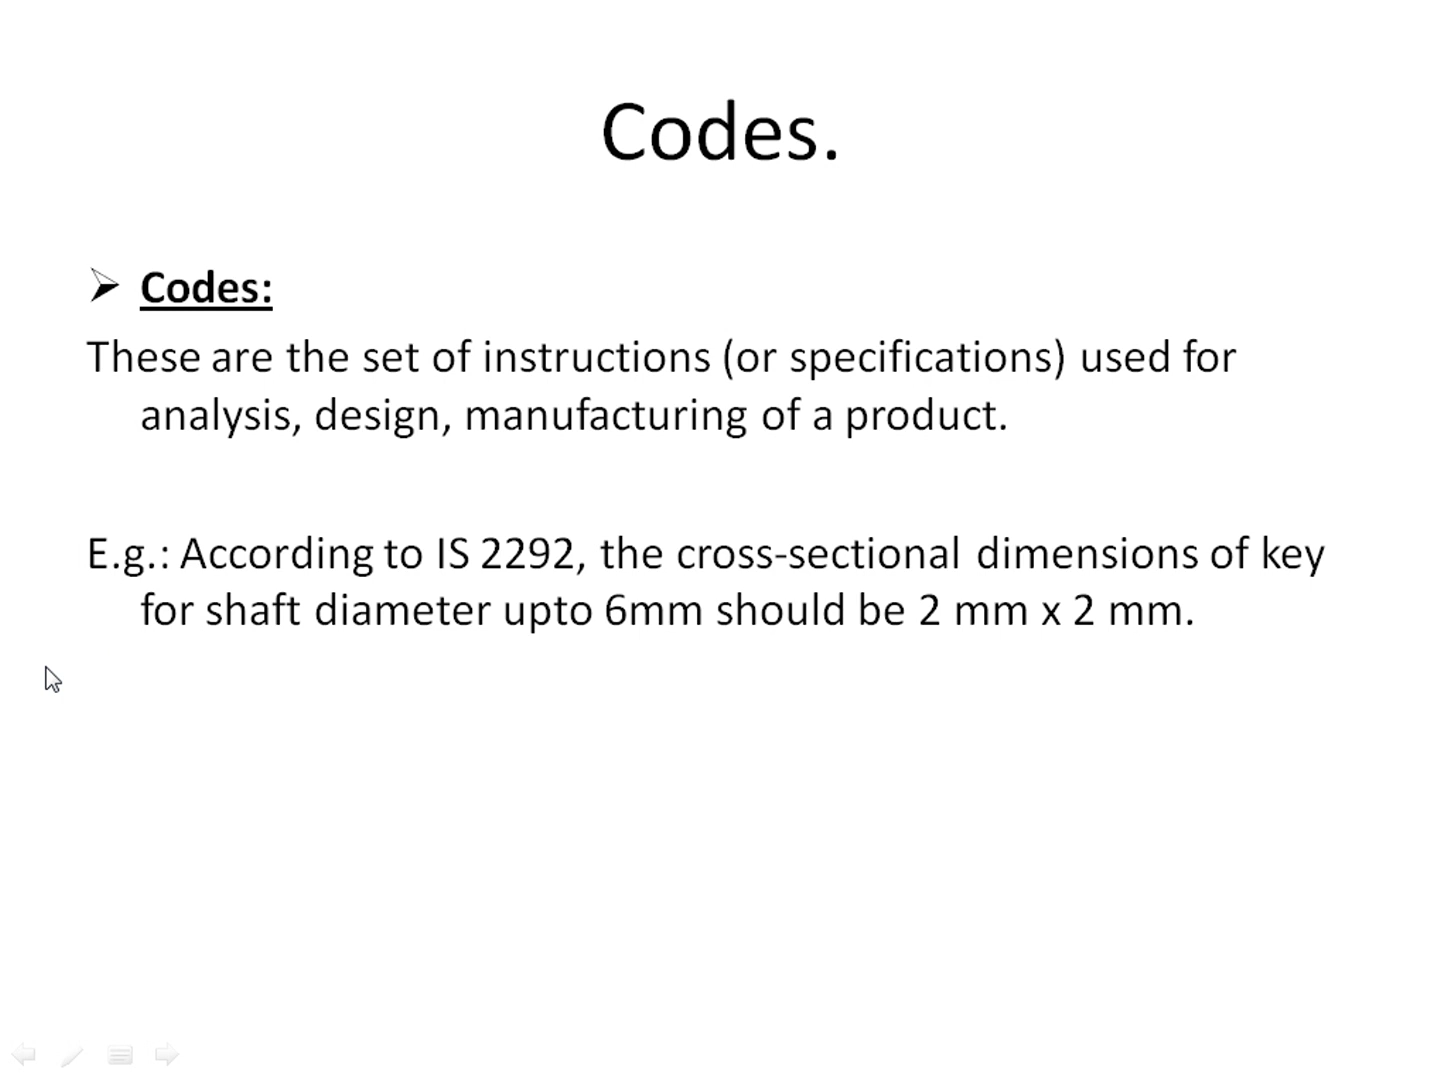 Codes.
Codes:
These are the set of instructions (or specifications) used for
analysis, design, manufacturing of a product.
E.g.: According to IS 2292, the cross-sectional dimensions of key
for shaft diameter upto 6mm should be 2 mm x 2 mm.